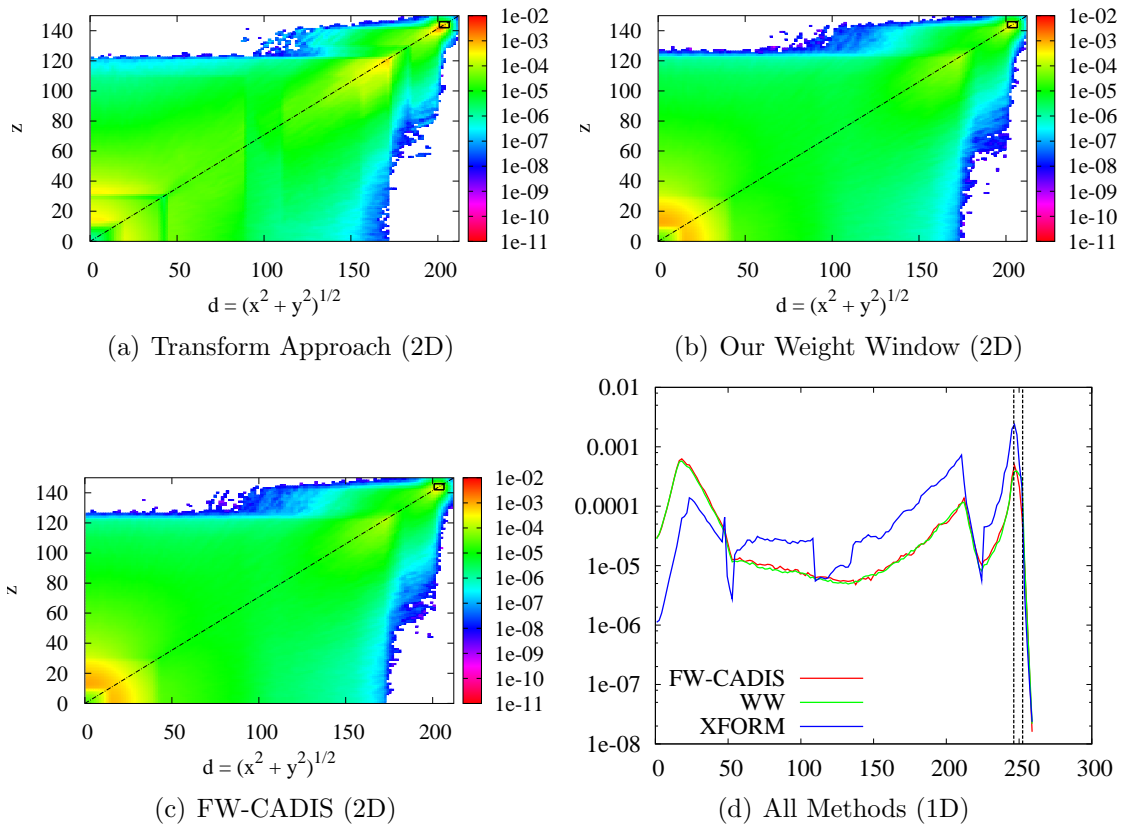 140
120
100
80
60
40
20
0
z
0 50 100 150 200
d = (x² + y²)^1/2
1e-02
1e-03
1e-04
1e-05
1e-06
1e-07
1e-08
1e-09
1e-10
1e-11
(a) Transform Approach (2D)
140
120
100
80
60
40
20
0
z
0 50 100 150 200
d = (x² + y²)^1/2
1e-02
1e-03
1e-04
1e-05
1e-06
1e-07
1e-08
1e-09
1e-10
1e-11
(b) Our Weight Window (2D)
140
120
100
80
60
40
20
0
z
0 50 100 150 200
d = (x² + y²)^1/2
1e-02
1e-03
1e-04
1e-05
1e-06
1e-07
1e-08
1e-09
1e-10
1e-11
(c) FW-CADIS (2D)
0.01
0.001
0.0001
1e-05
1e-06
1e-07
1e-08
FW-CADIS
WW
XFORM
0 50 100 150 200 250 300
(d) All Methods (1D)